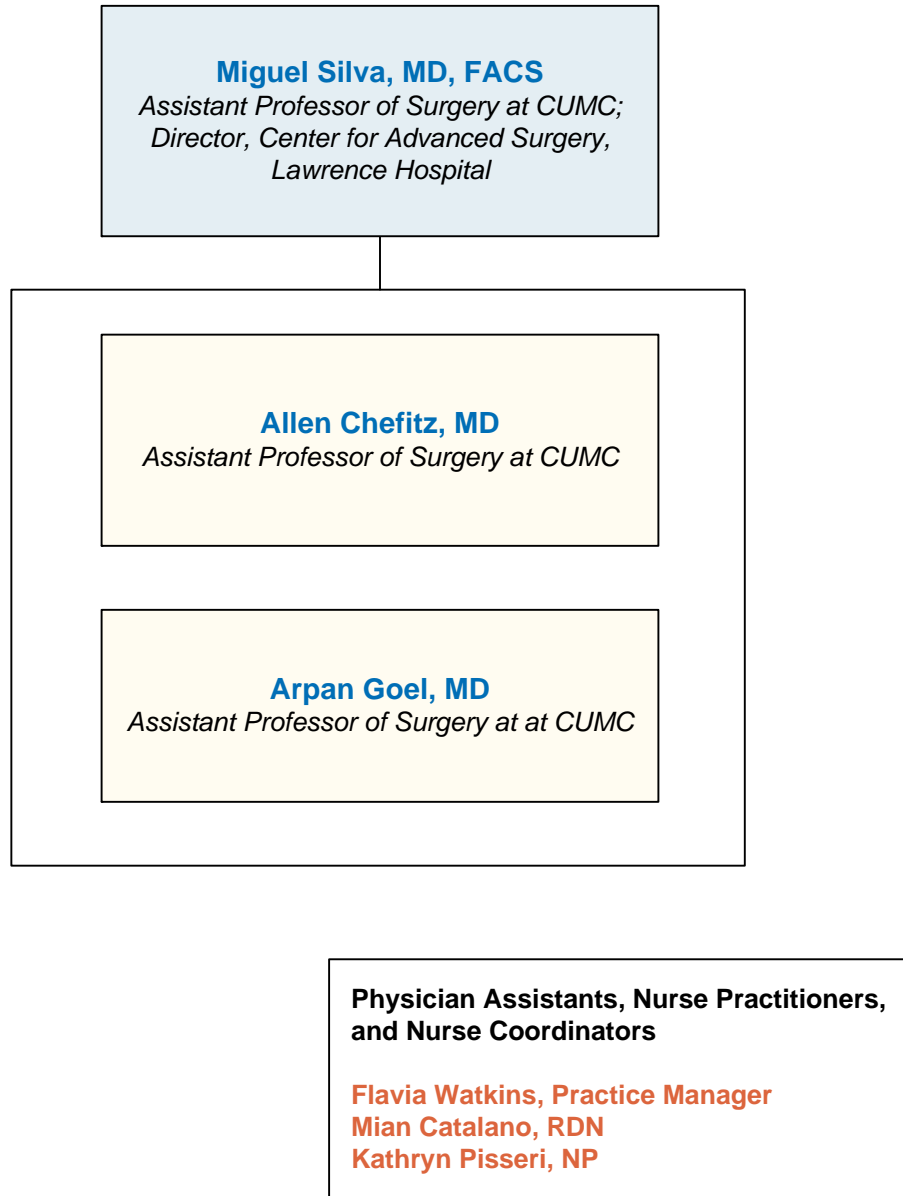 Miguel Silva, MD, FACS
Assistant Professor of Surgery at CUMC;
Director, Center for Advanced Surgery,
Lawrence Hospital
Allen Chefitz, MD
Assistant Professor of Surgery at CUMC
Arpan Goel, MD
Assistant Professor of Surgery at at CUMC
Physician Assistants, Nurse Practitioners,
and Nurse Coordinators
Flavia Watkins, Practice Manager
Mian Catalano, RDN
Kathryn Pisseri, NP